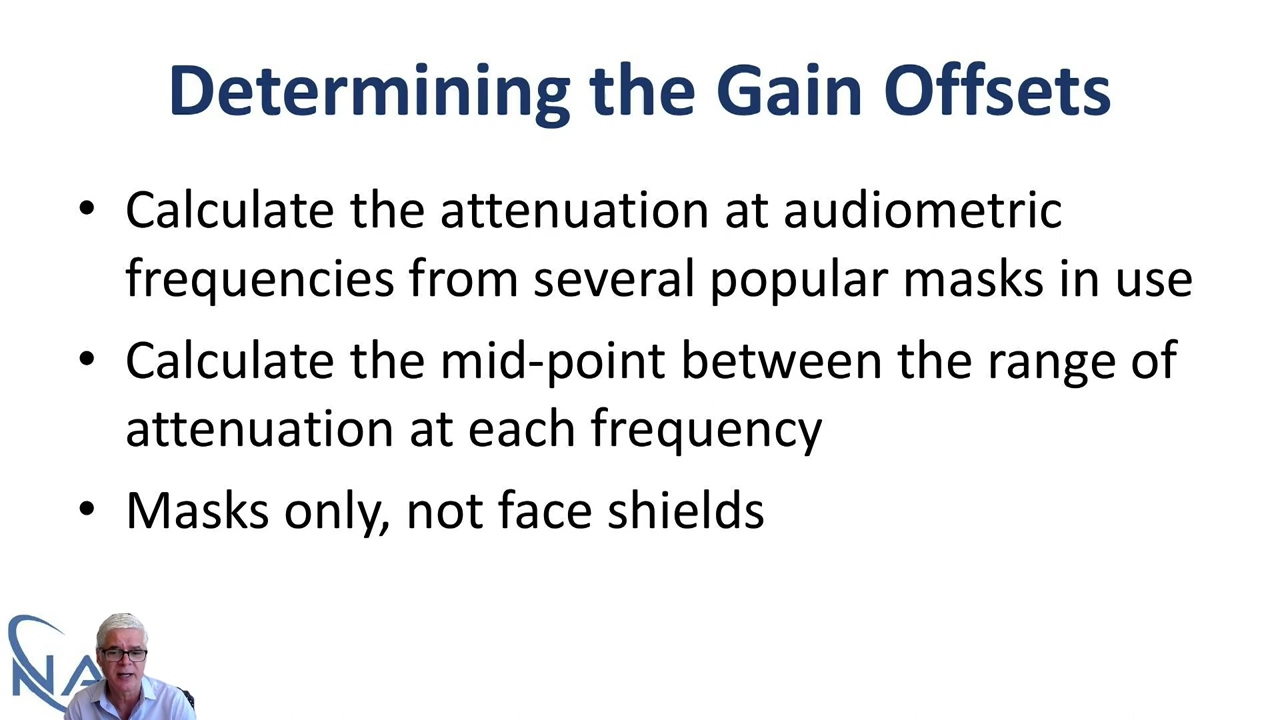 Determining the Gain Offsets
• Calculate the attenuation at audiometric
frequencies from several popular masks in use
• Calculate the mid-point between the range of
attenuation at each frequency
• Masks only, not face shields
NA